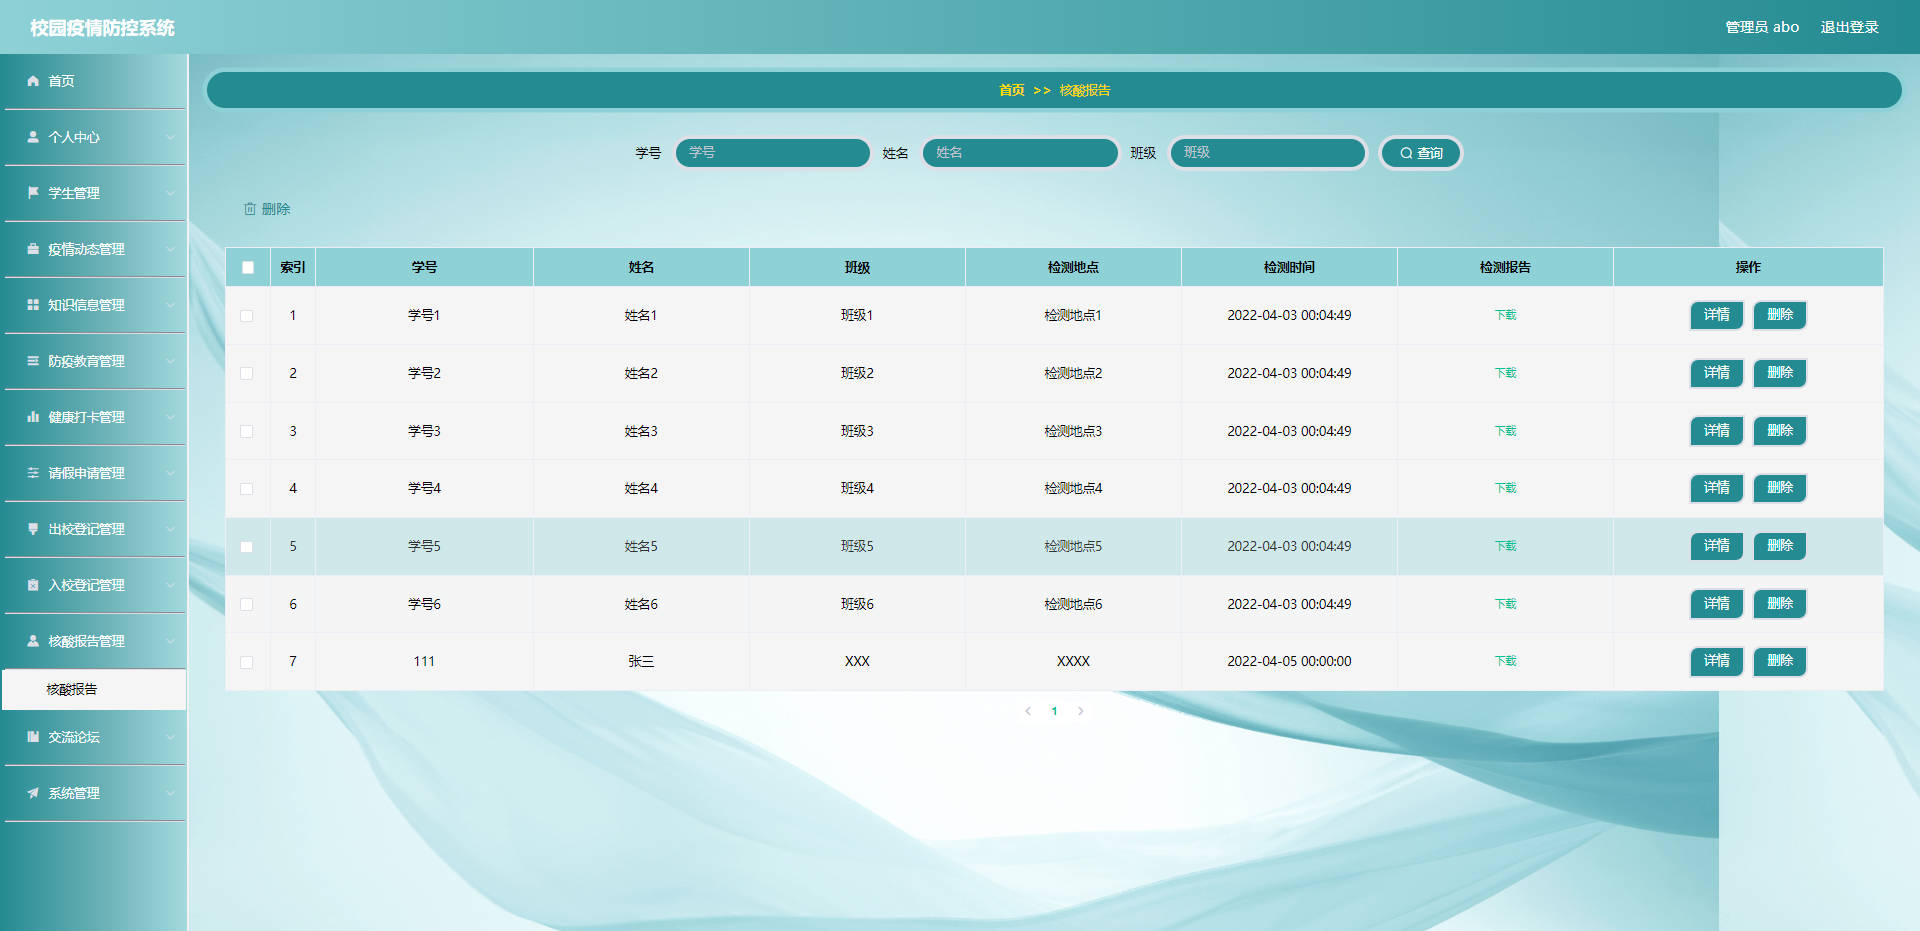 校园疫情防控系统
管理员 abo 退出登录
首页
个人中心
学生管理
疫情动态管理
知识信息管理
防疫教育管理
健康打卡管理
请假申请管理
出校登记管理
入校登记管理
核酸报告管理
核酸报告
交流论坛
系统管理
首页 >> 核酸报告
学号 学号 姓名 姓名 班级 班级 查询
删除
索引 学号 姓名 班级 检测地点 检测时间 检测报告 操作
1 学号1 姓名1 班级1 检测地点1 2022-04-03 00:04:49 下载 详情 删除
2 学号2 姓名2 班级2 检测地点2 2022-04-03 00:04:49 下载 详情 删除
3 学号3 姓名3 班级3 检测地点3 2022-04-03 00:04:49 下载 详情 删除
4 学号4 姓名4 班级4 检测地点4 2022-04-03 00:04:49 下载 详情 删除
5 学号5 姓名5 班级5 检测地点5 2022-04-03 00:04:49 下载 详情 删除
6 学号6 姓名6 班级6 检测地点6 2022-04-03 00:04:49 下载 详情 删除
7 111 张三 XXX XXXX 2022-04-05 00:00:00 下载 详情 删除
1